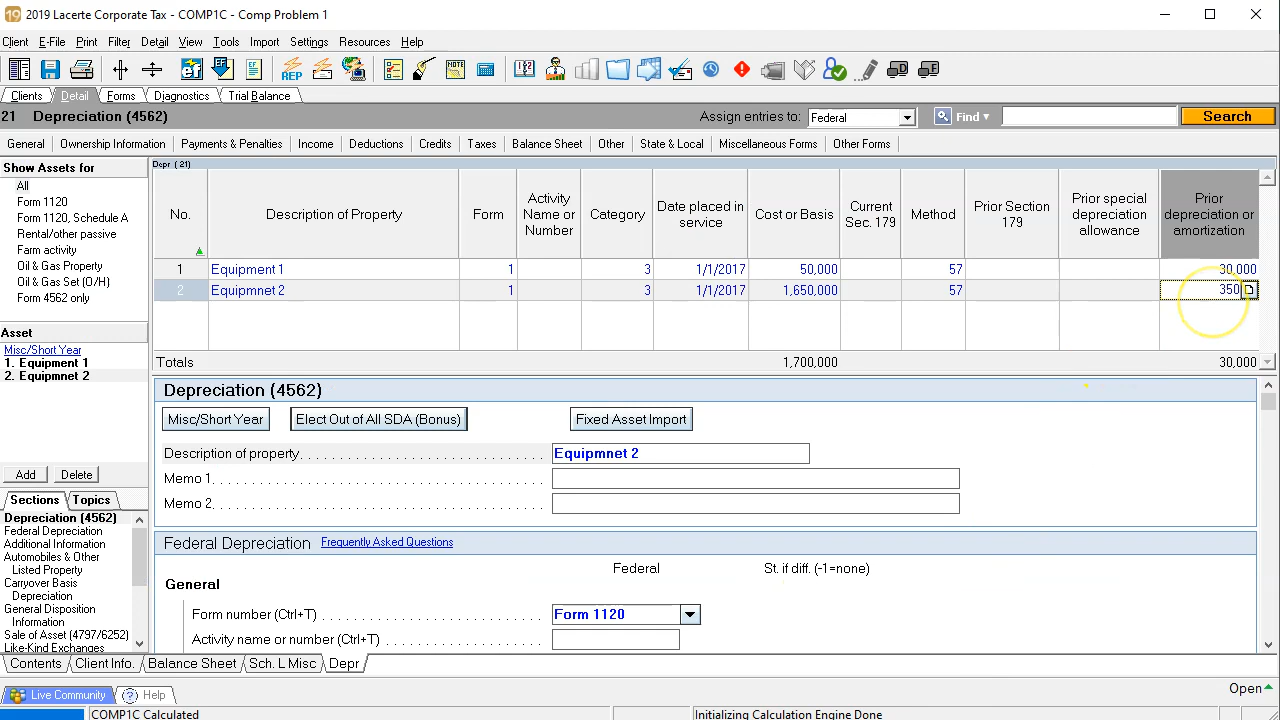 19 2019 Lacerte Corporate Tax - COMP1C - Comp Problem 1
Client E-File Print Filter Detail View Tools Import Settings Resources Help
eT REP NOTE 1120 D E
Clients Detail Forms Diagnostics Trial Balance
21 Depreciation (4562) Assign entries to: Federal Find Search
General Ownership Information Payments & Penalties Income Deductions Credits Taxes Balance Sheet Other State & Local Miscellaneous Forms Other Forms
Show Assets for
All
Form 1120
Form 1120, Schedule A
Rental/other passive
Farm activity
Oil & Gas Property
Oil & Gas Set (O/H)
Form 4562 only
Asset
Misc/Short Year
1. Equipment 1
2. Equipmnet 2
Add Delete
Sections Topics
Depreciation (4562)
Federal Depreciation
Additional Information
Automobiles & Other
Listed Property
Carryover Basis
Depreciation
General Disposition
Information
Sale of Asset (4797/6252)
Like-Kind Exchanges
Depr (21)
No. Description of Property Form Activity Name or Number Category Date placed in service Cost or Basis Current Sec. 179 Method Prior Section 179 Prior special depreciation allowance Prior depreciation or amortization
1 Equipment 1 1 3 1/1/2017 50,000 57 30,000
2 Equipmnet 2 1 3 1/1/2017 1,650,000 57 350
Totals 1,700,000 30,000
Depreciation (4562)
Misc/Short Year Elect Out of All SDA (Bonus) Fixed Asset Import
Description of property Equipmnet 2
Memo 1
Memo 2
Federal Depreciation Frequently Asked Questions
Federal St. if diff. (-1=none)
General
Form number (Ctrl+T) Form 1120
Activity name or number (Ctrl+T)
Contents Client Info. Balance Sheet Sch. L Misc Depr
Live Community Help Open
COMP1C Calculated Initializing Calculation Engine Done